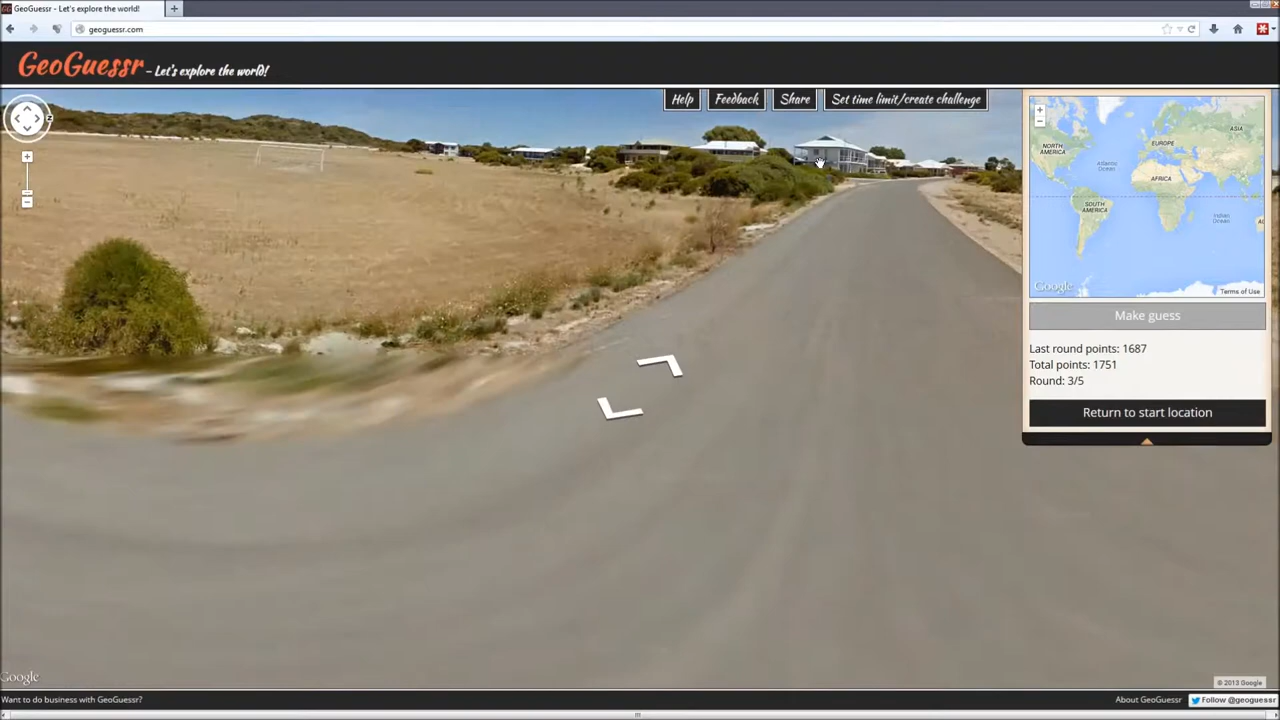 GeoGuessr - Let's explore the world!
geoguessr.com
GeoGuessr - Let's explore the world!
Help
Feedback
Share
Set time limit/create challenge
NORTH AMERICA
Atlantic Ocean
EUROPE
ASIA
AFRICA
SOUTH AMERICA
Indian Ocean
Google
Terms of Use
Make guess
Last round points: 1687
Total points: 1751
Round: 3/5
Return to start location
Google
© 2013 Google
Want to do business with GeoGuessr?
About GeoGuessr
Follow @geoguessr